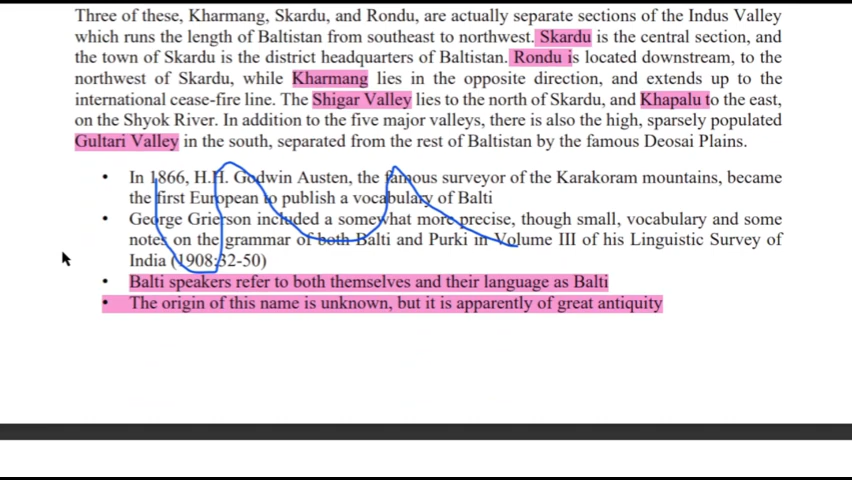 Three of these, Kharmang, Skardu, and Rondu, are actually separate sections of the Indus Valley
which runs the length of Baltistan from southeast to northwest. Skardu is the central section, and
the town of Skardu is the district headquarters of Baltistan. Rondu is located downstream, to the
northwest of Skardu, while Kharmang lies in the opposite direction, and extends up to the
international cease-fire line. The Shigar Valley lies to the north of Skardu, and Khapalu to the east,
on the Shyok River. In addition to the five major valleys, there is also the high, sparsely populated
Gultari Valley in the south, separated from the rest of Baltistan by the famous Deosai Plains.
• In 1866, H.H. Godwin Austen, the famous surveyor of the Karakoram mountains, became
the first European to publish a vocabulary of Balti
• George Grierson included a somewhat more precise, though small, vocabulary and some
notes on the grammar of both Balti and Purki in Volume III of his Linguistic Survey of
India (1908:32-50)
• Balti speakers refer to both themselves and their language as Balti
• The origin of this name is unknown, but it is apparently of great antiquity